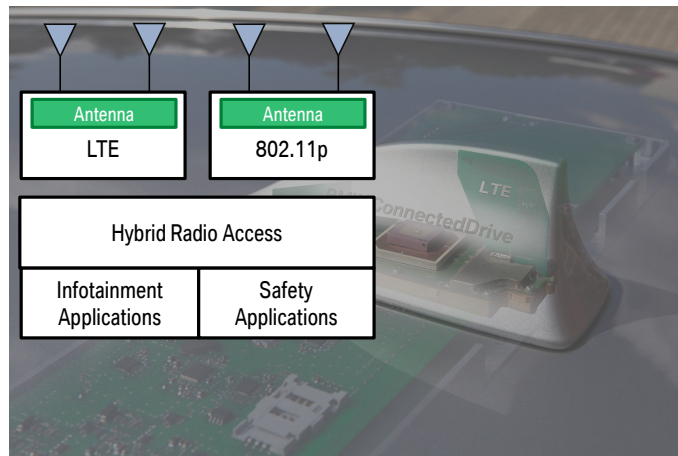 Antenna
LTE
Antenna
802.11p
Hybrid Radio Access
Infotainment
Applications
Safety
Applications
LTE
ConnectedDrive